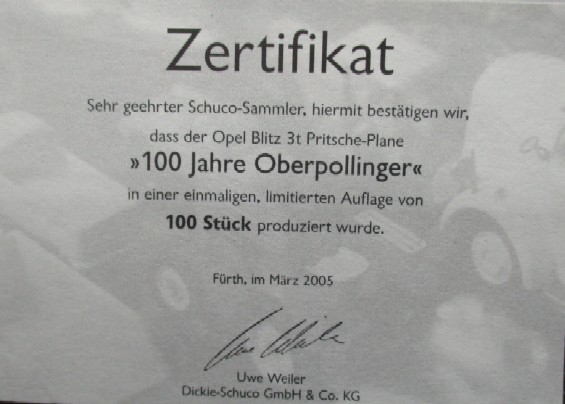 Zertifikat
Sehr geehrter Schuco-Sammler, hiermit bestätigen wir,
dass der Opel Blitz 3t Pritsche-Plane
»100 Jahre Oberpollinger«
in einer einmaligen, limitierten Auflage von
100 Stück produziert wurde.
Fürth, im März 2005
Uwe Weiler
Uwe Weiler
Dickie-Schuco GmbH & Co. KG